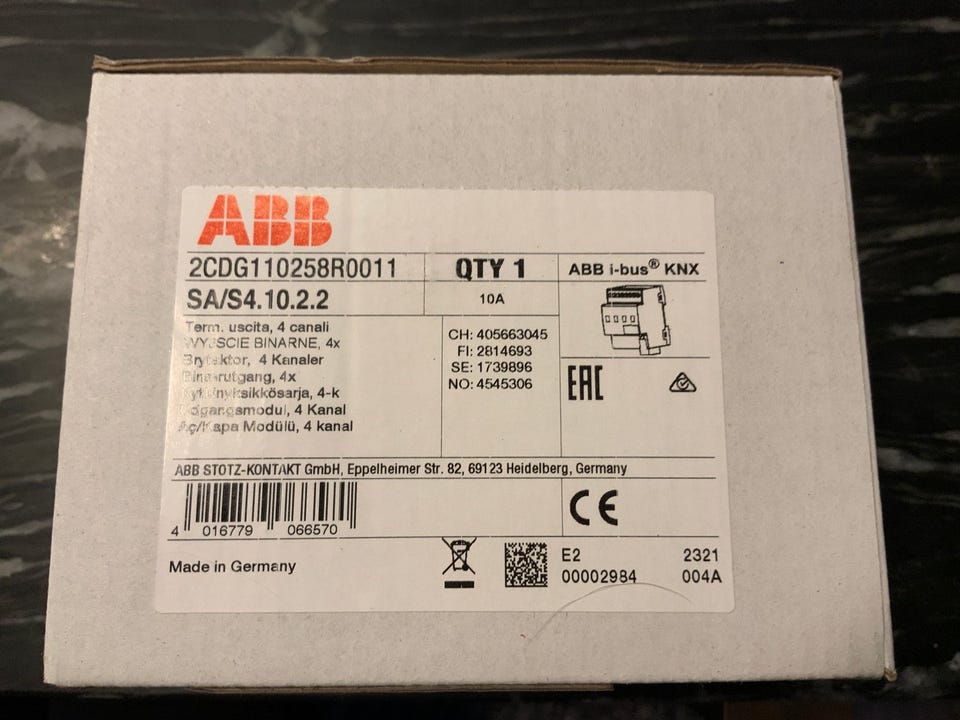 ABB
2CDG110258R0011
QTY 1
ABB i-bus® KNX
SA/S4.10.2.2
10A
Term. uscita, 4 canali
BINARNE, 4x
4 Kanaler
4x
4-k
4 Kanal
Aç/Kapa Modülü, 4 kanal
CH: 405663045
FI: 2814693
SE: 1739896
NO: 4545306
EAC
ABB STOTZ-KONTAKT GmbH, Eppelheimer Str. 82, 69123 Heidelberg, Germany
4 016779 066570
CE
Made in Germany
E2 2321
00002984 004A